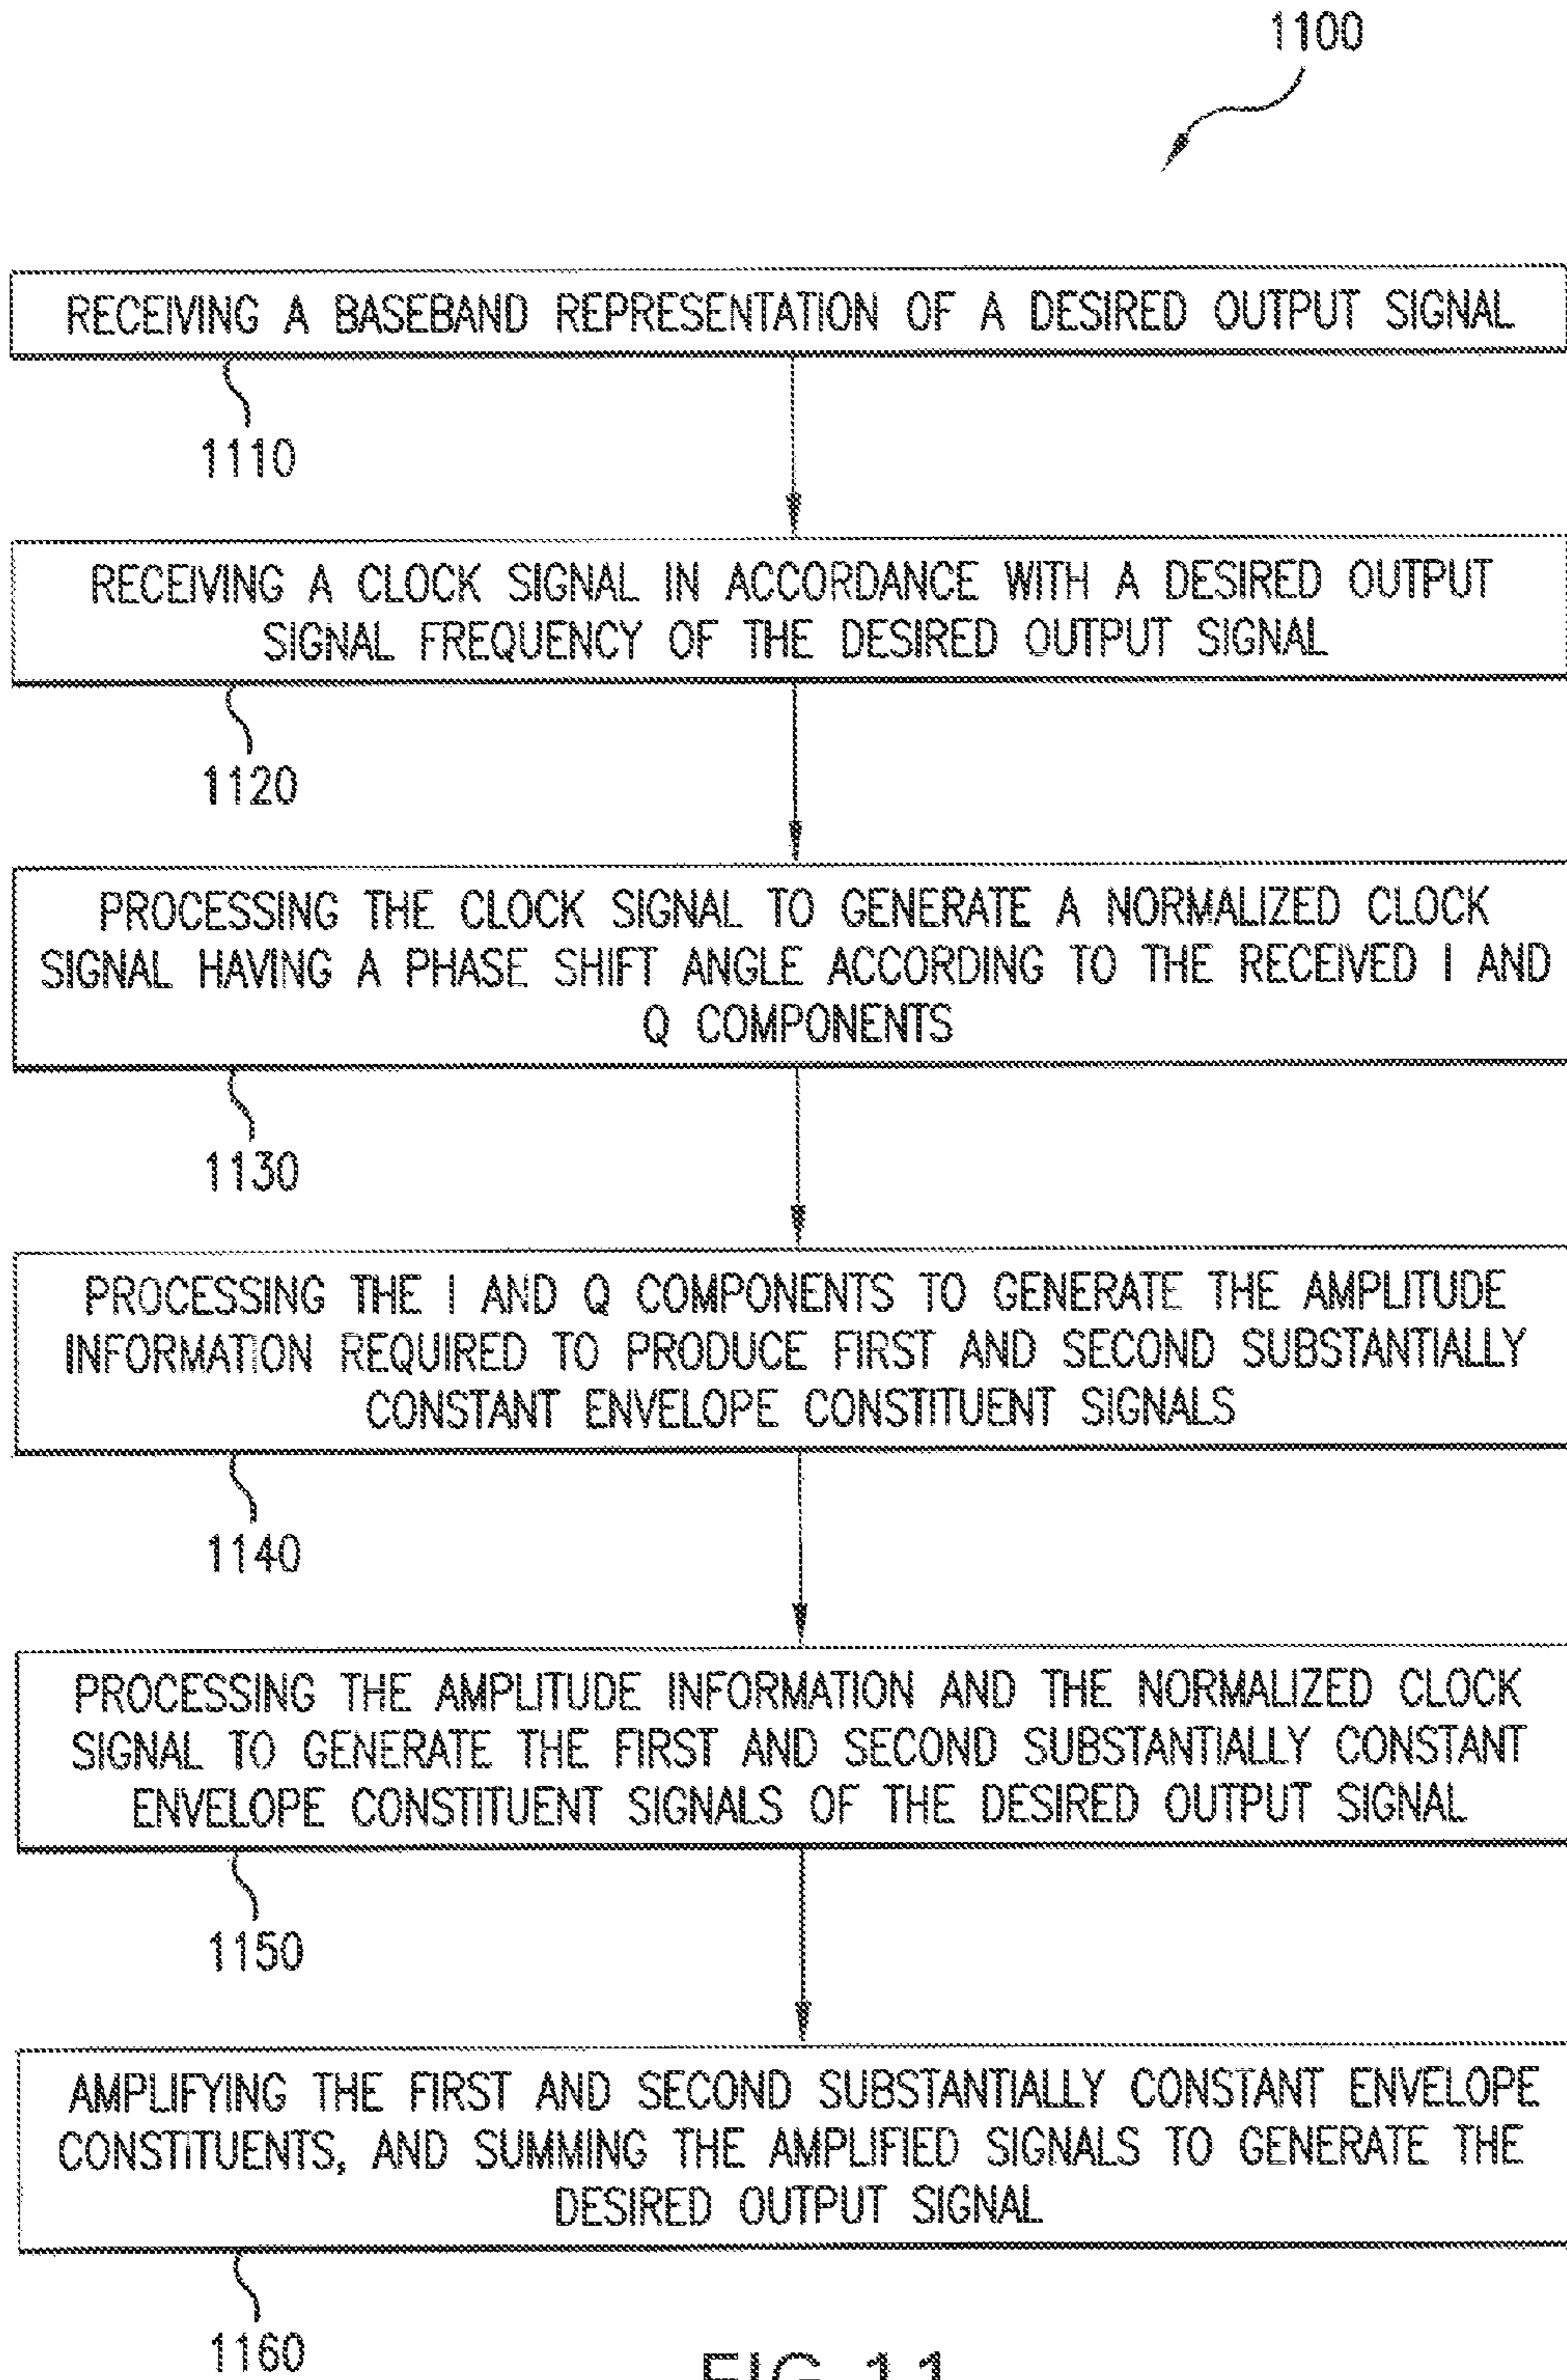 1100
RECEIVING A BASEBAND REPRESENTATION OF A DESIRED OUTPUT SIGNAL
1110
RECEIVING A CLOCK SIGNAL IN ACCORDANCE WITH A DESIRED OUTPUT
SIGNAL FREQUENCY OF THE DESIRED OUTPUT SIGNAL
1120
PROCESSING THE CLOCK SIGNAL TO GENERATE A NORMALIZED CLOCK
SIGNAL HAVING A PHASE SHIFT ANGLE ACCORDING TO THE RECEIVED I AND
Q COMPONENTS
1130
PROCESSING THE I AND Q COMPONENTS TO GENERATE THE AMPLITUDE
INFORMATION REQUIRED TO PRODUCE FIRST AND SECOND SUBSTANTIALLY
CONSTANT ENVELOPE CONSTITUENT SIGNALS
1140
PROCESSING THE AMPLITUDE INFORMATION AND THE NORMALIZED CLOCK
SIGNAL TO GENERATE THE FIRST AND SECOND SUBSTANTIALLY CONSTANT
ENVELOPE CONSTITUENT SIGNALS OF THE DESIRED OUTPUT SIGNAL
1150
AMPLIFYING THE FIRST AND SECOND SUBSTANTIALLY CONSTANT ENVELOPE
CONSTITUENTS, AND SUMMING THE AMPLIFIED SIGNALS TO GENERATE THE
DESIRED OUTPUT SIGNAL
1160
FIG. 11